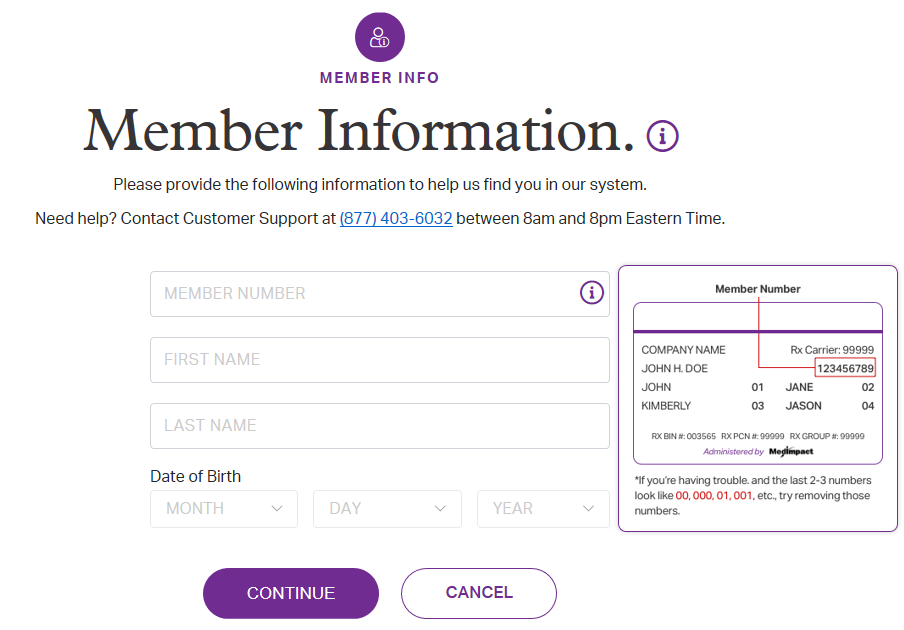 MEMBER INFO
Member Information.
Please provide the following information to help us find you in our system.
Need help? Contact Customer Support at (877) 403-6032 between 8am and 8pm Eastern Time.
MEMBER NUMBER
FIRST NAME
LAST NAME
Date of Birth
MONTH DAY YEAR
CONTINUE CANCEL
Member Number
COMPANY NAME Rx Carrier: 99999
JOHN H. DOE 123456789
JOHN 01 JANE 02
KIMBERLY 03 JASON 04
RX BIN #: 003565 RX PCN #: 99999 RX GROUP #: 99999
Administered by MedImpact
*If you're having trouble. and the last 2-3 numbers
look like 00, 000, 01, 001, etc., try removing those
numbers.